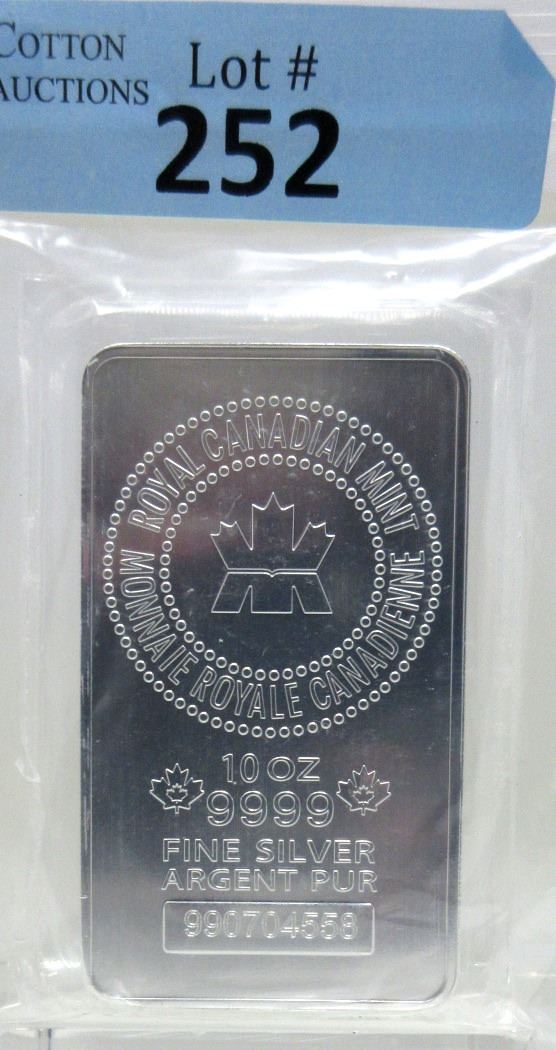 COTTON
AUCTIONS
Lot #
252
ROYAL CANADIAN MINT
MONNAIE ROYALE CANADIENNE
10 OZ
9999
FINE SILVER
ARGENT PUR
990704558